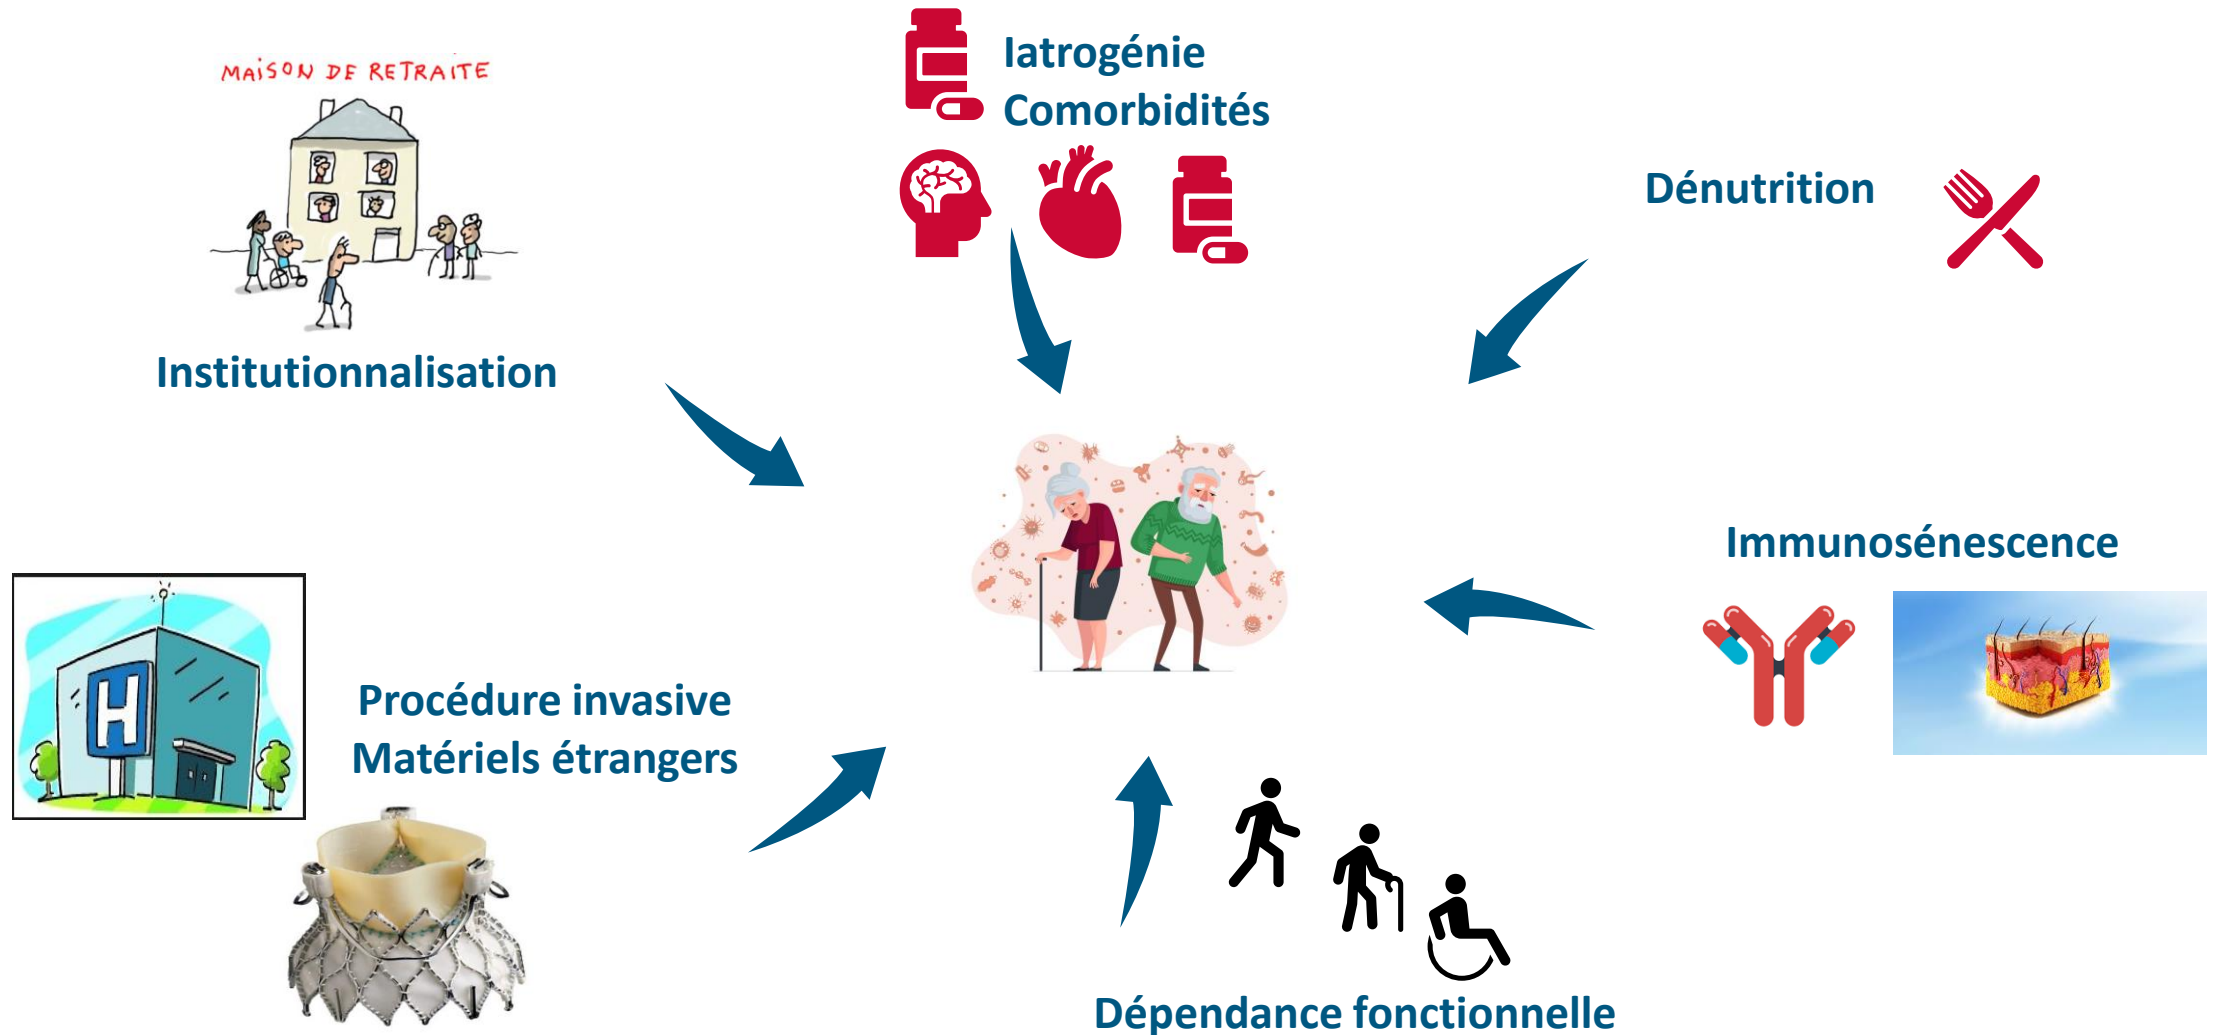 MAISON DE RETRAITE
Institutionnalisation
Iatrogénie
Comorbidités
Dénutrition
Immunosénescence
H
Procédure invasive
Matériels étrangers
Dépendance fonctionnelle